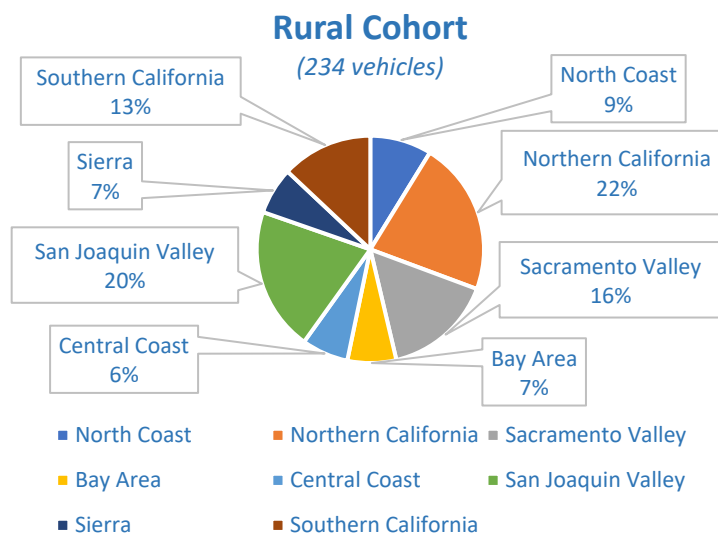 Rural Cohort
(234 vehicles)
Southern California
13%
North Coast
9%
Sierra
7%
Northern California
22%
San Joaquin Valley
20%
Sacramento Valley
16%
Central Coast
6%
Bay Area
7%
North Coast
Northern California
Sacramento Valley
Bay Area
Central Coast
San Joaquin Valley
Sierra
Southern California